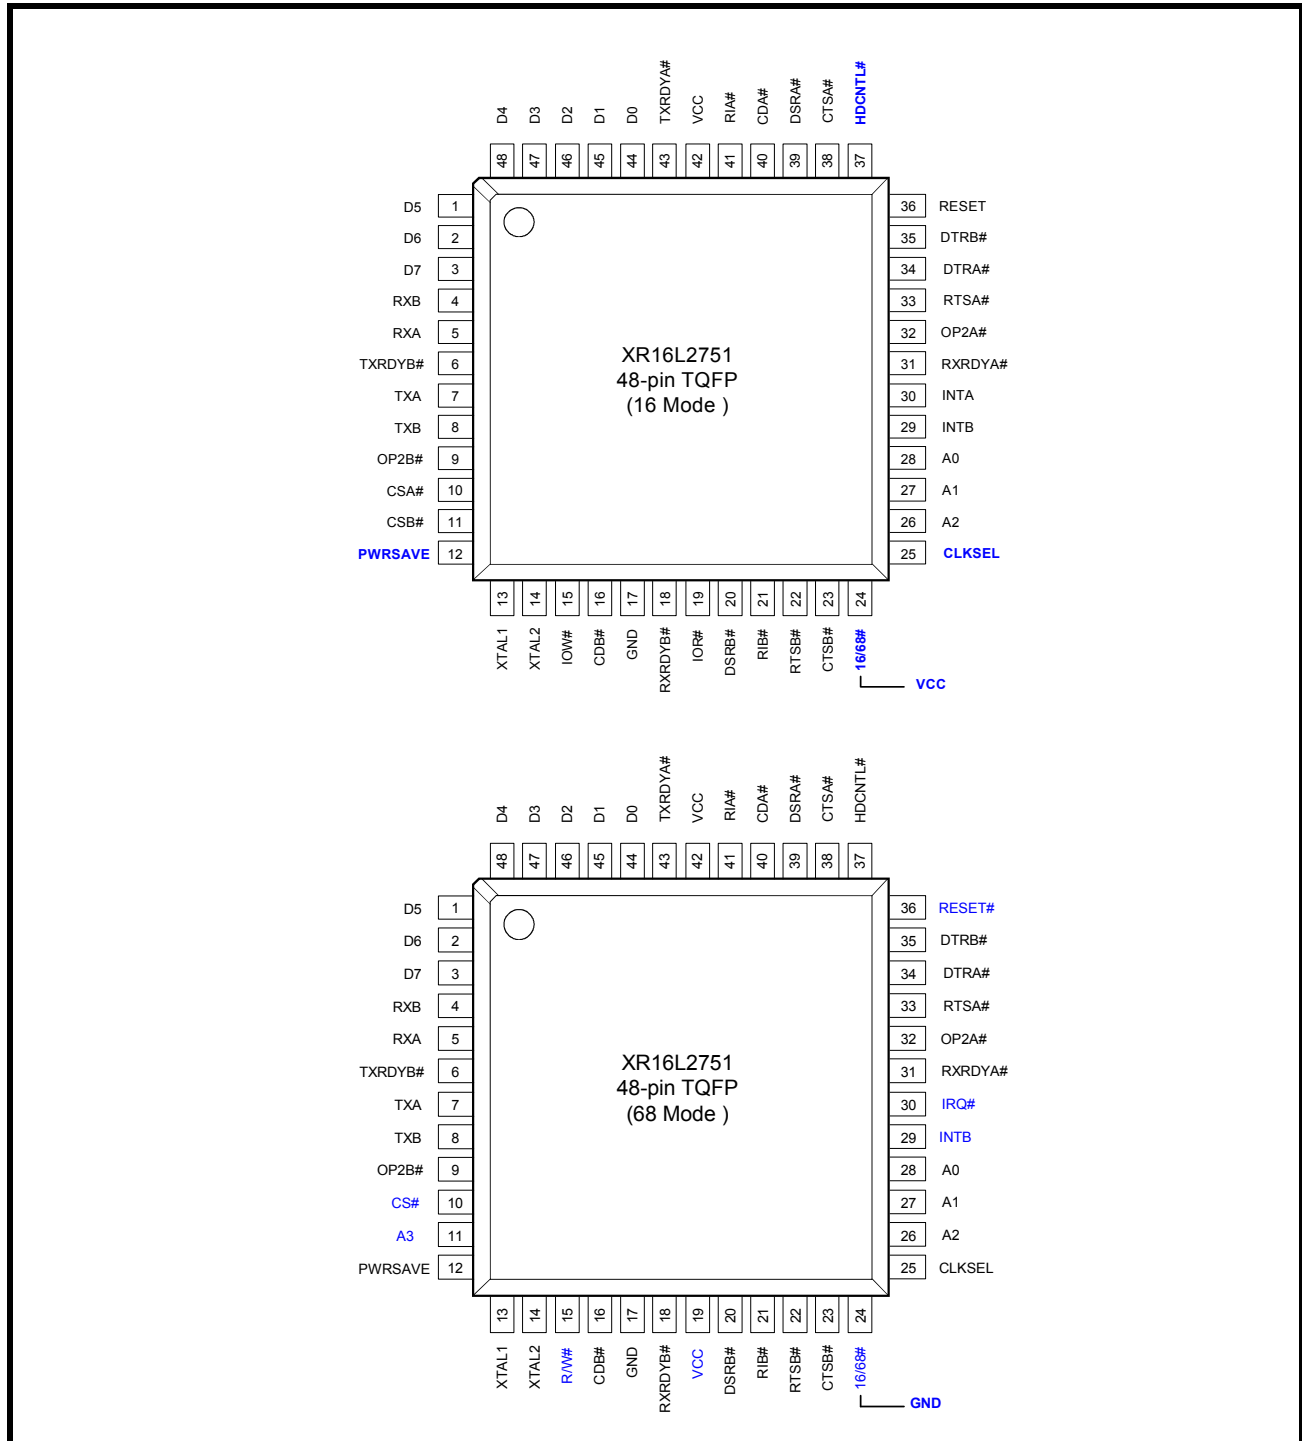 D4 D3 D2 D1 D0 TXRDYA# VCC RIA# CDA# DSRA# CTSA# HDCNTL#
48 47 46 45 44 43 42 41 40 39 38 37
D5 1 36 RESET
D6 2 35 DTRB#
D7 3 34 DTRA#
RXB 4 33 RTSA#
RXA 5 32 OP2A#
TXRDYB# 6 31 RXRDYA#
TXA 7 30 INTA
TXB 8 29 INTB
OP2B# 9 28 A0
CSA# 10 27 A1
CSB# 11 26 A2
PWRSAVE 12 25 CLKSEL
XR16L2751
48-pin TQFP
(16 Mode )
13 14 15 16 17 18 19 20 21 22 23 24
XTAL1 XTAL2 IOW# CDB# GND RXRDYB# IOR# DSRB# RIB# RTSB# CTSB# 16/68#
VCC
D4 D3 D2 D1 D0 TXRDYA# VCC RIA# CDA# DSRA# CTSA# HDCNTL#
48 47 46 45 44 43 42 41 40 39 38 37
D5 1 36 RESET#
D6 2 35 DTRB#
D7 3 34 DTRA#
RXB 4 33 RTSA#
RXA 5 32 OP2A#
TXRDYB# 6 31 RXRDYA#
TXA 7 30 IRQ#
TXB 8 29 INTB
OP2B# 9 28 A0
CS# 10 27 A1
A3 11 26 A2
PWRSAVE 12 25 CLKSEL
XR16L2751
48-pin TQFP
(68 Mode )
13 14 15 16 17 18 19 20 21 22 23 24
XTAL1 XTAL2 R/W# CDB# GND RXRDYB# VCC DSRB# RIB# RTSB# CTSB# 16/68#
GND